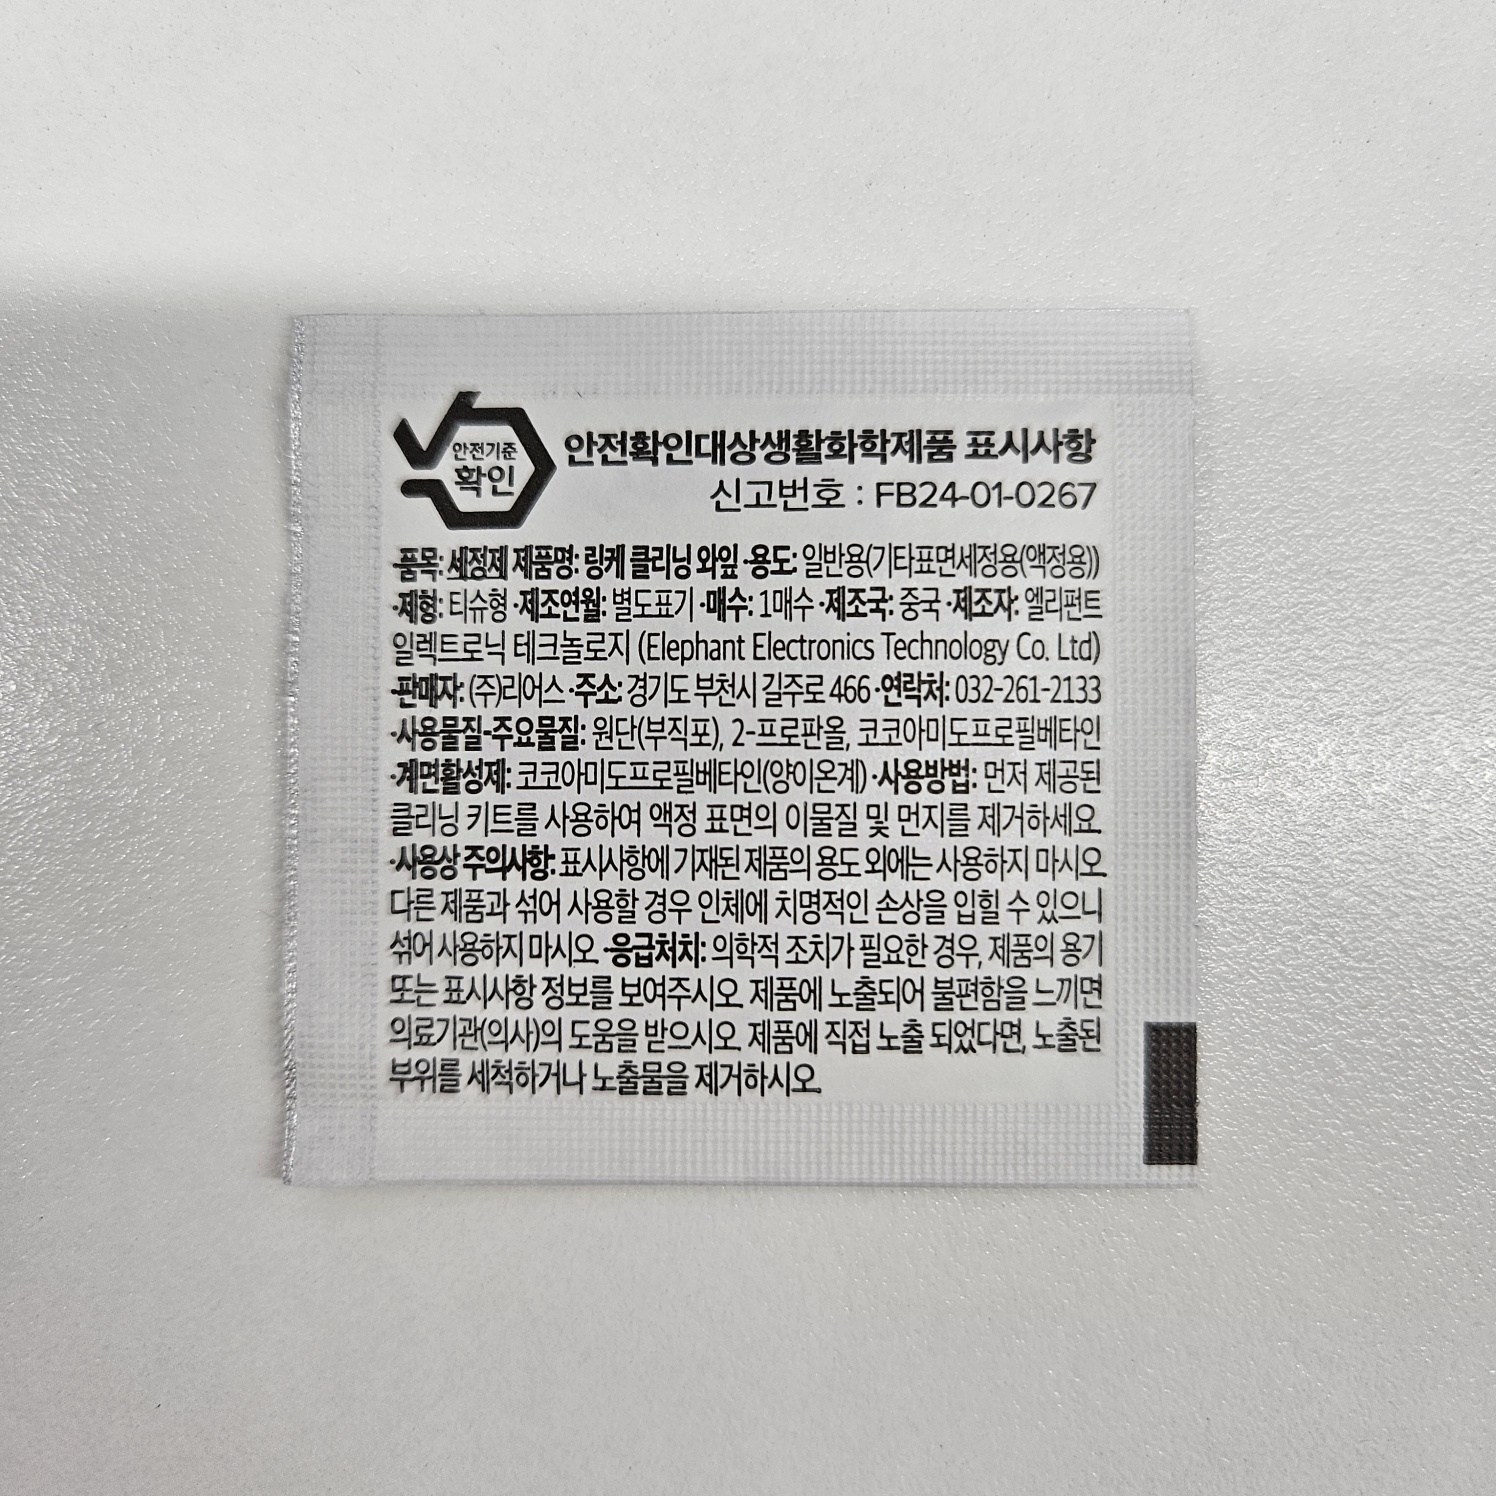 안전기준
확인
안전확인대상생활화학제품 표시사항
신고번호 : FB24-01-0267
·품목: 세정제 제품명: 링케 클리닝 와잎 ·용도: 일반용(기타표면세정용(액정용))
·제형: 티슈형 ·제조연월: 별도표기 ·매수: 1매수 ·제조국: 중국 ·제조자: 엘리펀트
일렉트로닉 테크놀로지 (Elephant Electronics Technology Co. Ltd)
·판매자: (주)리어스 ·주소: 경기도 부천시 길주로 466 ·연락처: 032-261-2133
·사용물질-주요물질: 원단(부직포), 2-프로판올, 코코아미도프로필베타인
·계면활성제: 코코아미도프로필베타인(양이온계) ·사용방법: 먼저 제공된
클리닝 키트를 사용하여 액정 표면의 이물질 및 먼지를 제거하세요.
·사용상 주의사항: 표시사항에 기재된 제품의 용도 외에는 사용하지 마시오.
다른 제품과 섞어 사용할 경우 인체에 치명적인 손상을 입힐 수 있으니
섞어 사용하지 마시오. ·응급처치: 의학적 조치가 필요한 경우, 제품의 용기
또는 표시사항 정보를 보여주시오. 제품에 노출되어 불편함을 느끼면
의료기관(의사)의 도움을 받으시오. 제품에 직접 노출 되었다면, 노출된
부위를 세척하거나 노출물을 제거하시오.